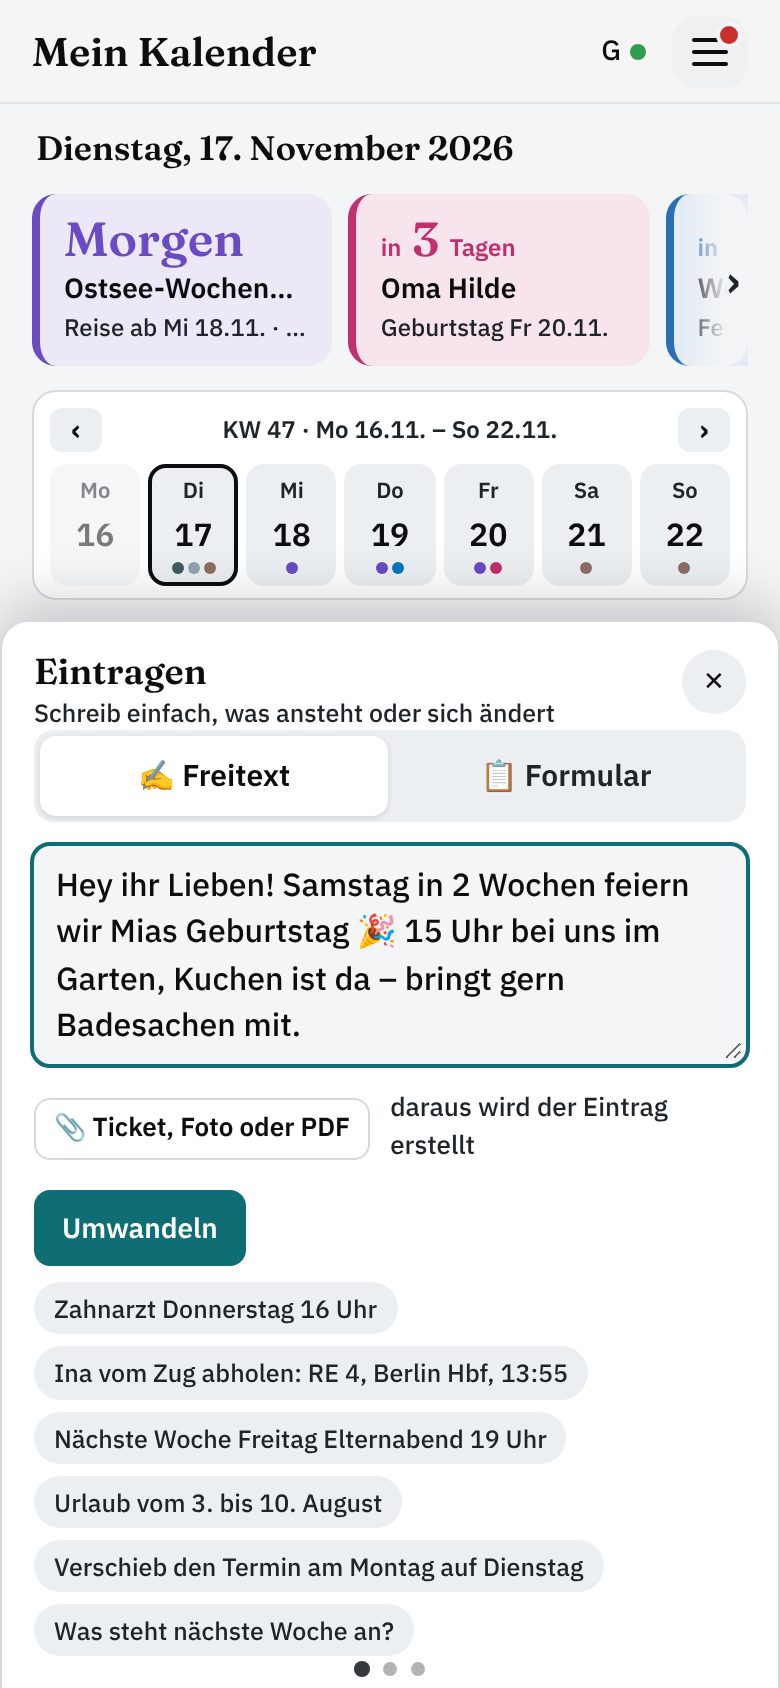 Mein Kalender
G
Dienstag, 17. November 2026
Morgen
Ostsee-Wochen...
Reise ab Mi 18.11. · ...
in 3 Tagen
Oma Hilde
Geburtstag Fr 20.11.
in
W
Fe
‹
KW 47 · Mo 16.11. – So 22.11.
›
Mo Di Mi Do Fr Sa So
16 17 18 19 20 21 22
Eintragen
Schreib einfach, was ansteht oder sich ändert
✕
✍️ Freitext
📋 Formular
Hey ihr Lieben! Samstag in 2 Wochen feiern
wir Mias Geburtstag 🎉 15 Uhr bei uns im
Garten, Kuchen ist da – bringt gern
Badesachen mit.
📎 Ticket, Foto oder PDF
daraus wird der Eintrag
erstellt
Umwandeln
Zahnarzt Donnerstag 16 Uhr
Ina vom Zug abholen: RE 4, Berlin Hbf, 13:55
Nächste Woche Freitag Elternabend 19 Uhr
Urlaub vom 3. bis 10. August
Verschieb den Termin am Montag auf Dienstag
Was steht nächste Woche an?